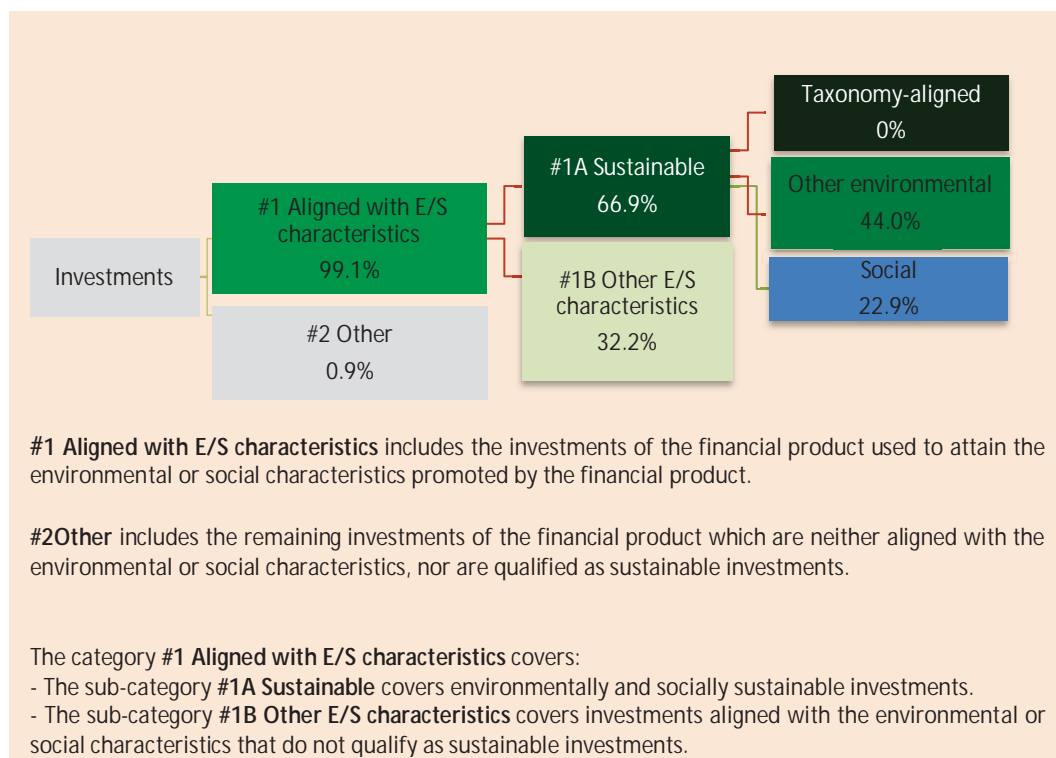 Investments
#1 Aligned with E/S
characteristics
99.1%
#2 Other
0.9%
#1A Sustainable
66.9%
#1B Other E/S
characteristics
32.2%
Taxonomy-aligned
0%
Other environmental
44.0%
Social
22.9%
#1 Aligned with E/S characteristics includes the investments of the financial product used to attain the
environmental or social characteristics promoted by the financial product.
#2Other includes the remaining investments of the financial product which are neither aligned with the
environmental or social characteristics, nor are qualified as sustainable investments.
The category #1 Aligned with E/S characteristics covers:
- The sub-category #1A Sustainable covers environmentally and socially sustainable investments.
- The sub-category #1B Other E/S characteristics covers investments aligned with the environmental or
social characteristics that do not qualify as sustainable investments.